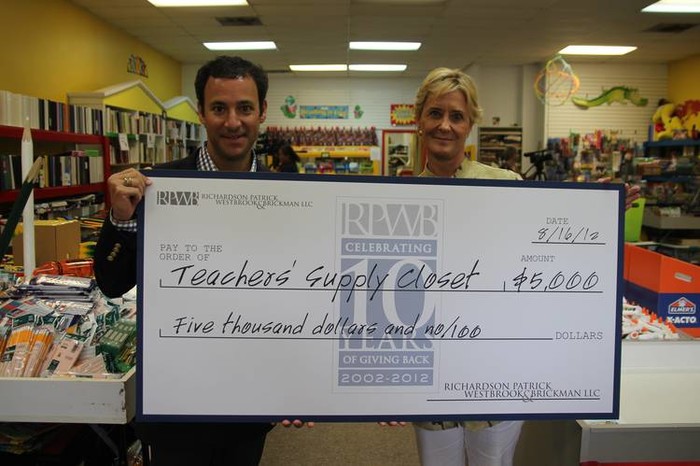 RPWB RICHARDSON PATRICK
WESTBROOK & BRICKMAN LLC
RPWB
CELEBRATING
10
YEARS
OF GIVING BACK
2002-2012
DATE
8/16/12
PAY TO THE
ORDER OF
Teachers' Supply Closet
AMOUNT
$5,000
Five thousand dollars and no/100
DOLLARS
RICHARDSON PATRICK
WESTBROOK & BRICKMAN LLC
ELMER'S
X-ACTO